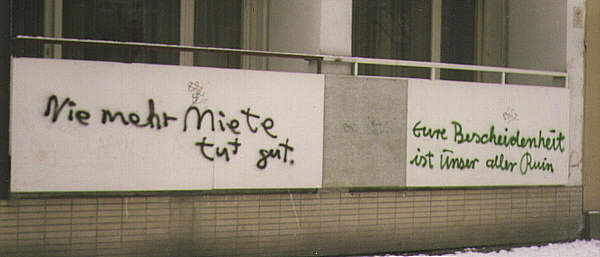 Nie mehr Miete
tut gut.
Eure Bescheidenheit
ist Unser aller Ruin